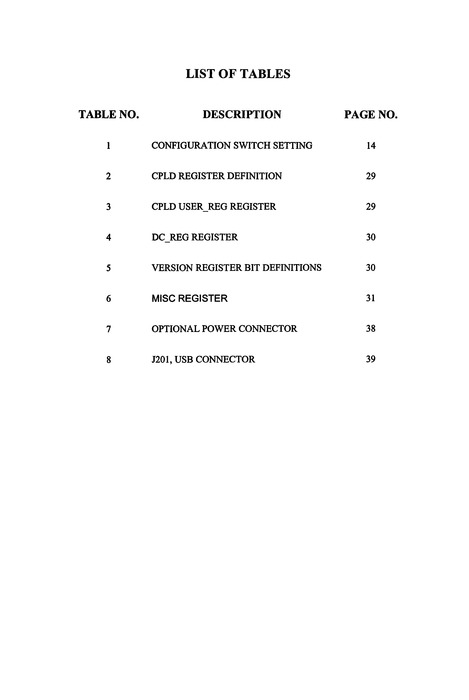 LIST OF TABLES
TABLE NO. DESCRIPTION PAGE NO.
1 CONFIGURATION SWITCH SETTING 14
2 CPLD REGISTER DEFINITION 29
3 CPLD USER_REG REGISTER 29
4 DC_REG REGISTER 30
5 VERSION REGISTER BIT DEFINITIONS 30
6 MISC REGISTER 31
7 OPTIONAL POWER CONNECTOR 38
8 J201, USB CONNECTOR 39